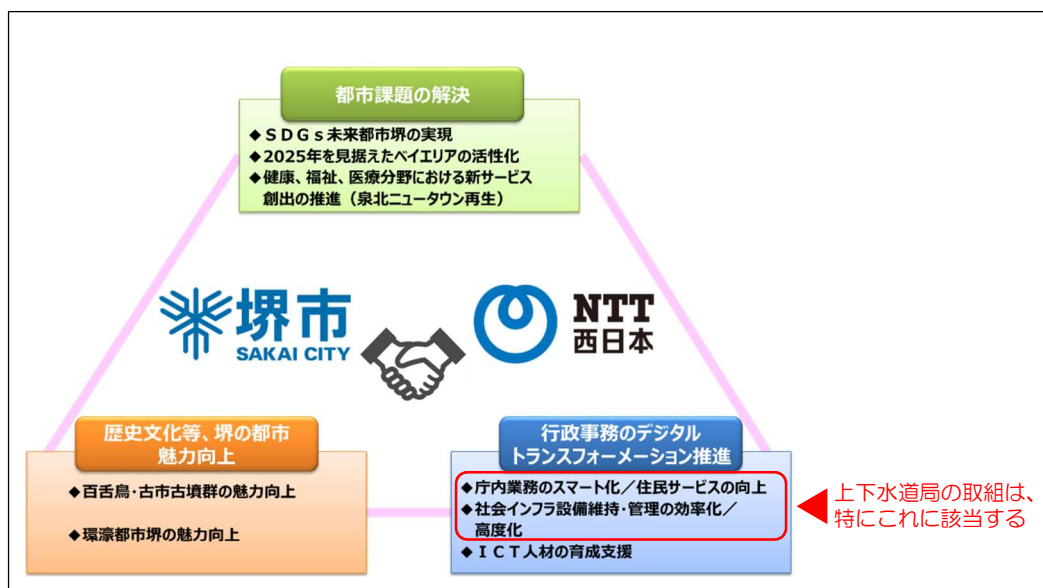 都市課題の解決
◆SDGs未来都市堺の実現
◆2025年を見据えたベイエリアの活性化
◆健康、福祉、医療分野における新サービス
創出の推進（泉北ニュータウン再生）
堺市
SAKAI CITY
NTT
西日本
歴史文化等、堺の都市
魅力向上
◆百舌鳥・古市古墳群の魅力向上
◆環濠都市堺の魅力向上
行政事務のデジタル
トランスフォーメーション推進
◆庁内業務のスマート化／住民サービスの向上
◆社会インフラ設備維持・管理の効率化／
高度化
◆ICT人材の育成支援
上下水道局の取組は、
特にこれに該当する